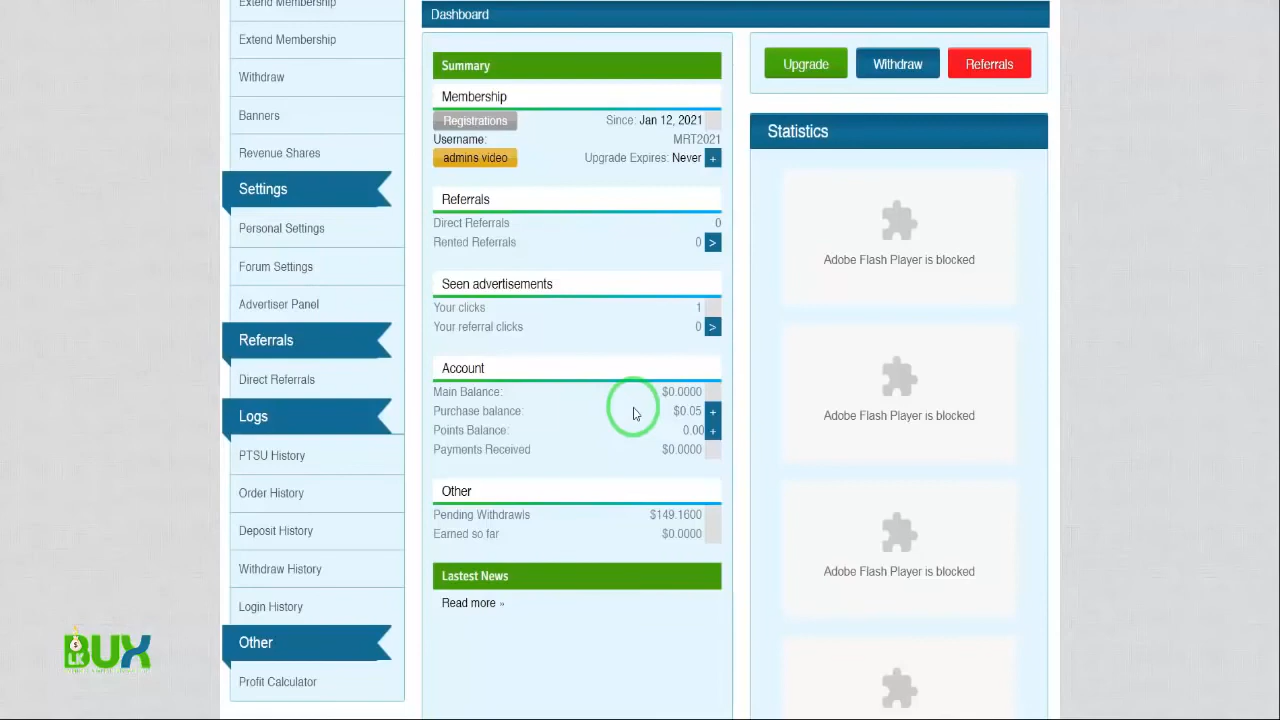 Extend Membership
Extend Membership
Withdraw
Banners
Revenue Shares
Settings
Personal Settings
Forum Settings
Advertiser Panel
Referrals
Direct Referrals
Logs
PTSU History
Order History
Deposit History
Withdraw History
Login History
Other
Profit Calculator
Dashboard
Summary
Membership
Registrations Since: Jan 12, 2021
Username: MRT2021
admins video Upgrade Expires: Never +
Referrals
Direct Referrals 0
Rented Referrals 0 >
Seen advertisements
Your clicks 1
Your referral clicks 0 >
Account
Main Balance: $0.0000
Purchase balance: $0.05 +
Points Balance: 0.00 +
Payments Received $0.0000
Other
Pending Withdrawls $149.1600
Earned so far $0.0000
Lastest News
Read more »
Upgrade Withdraw Referrals
Statistics
Adobe Flash Player is blocked
Adobe Flash Player is blocked
Adobe Flash Player is blocked
LK BUX